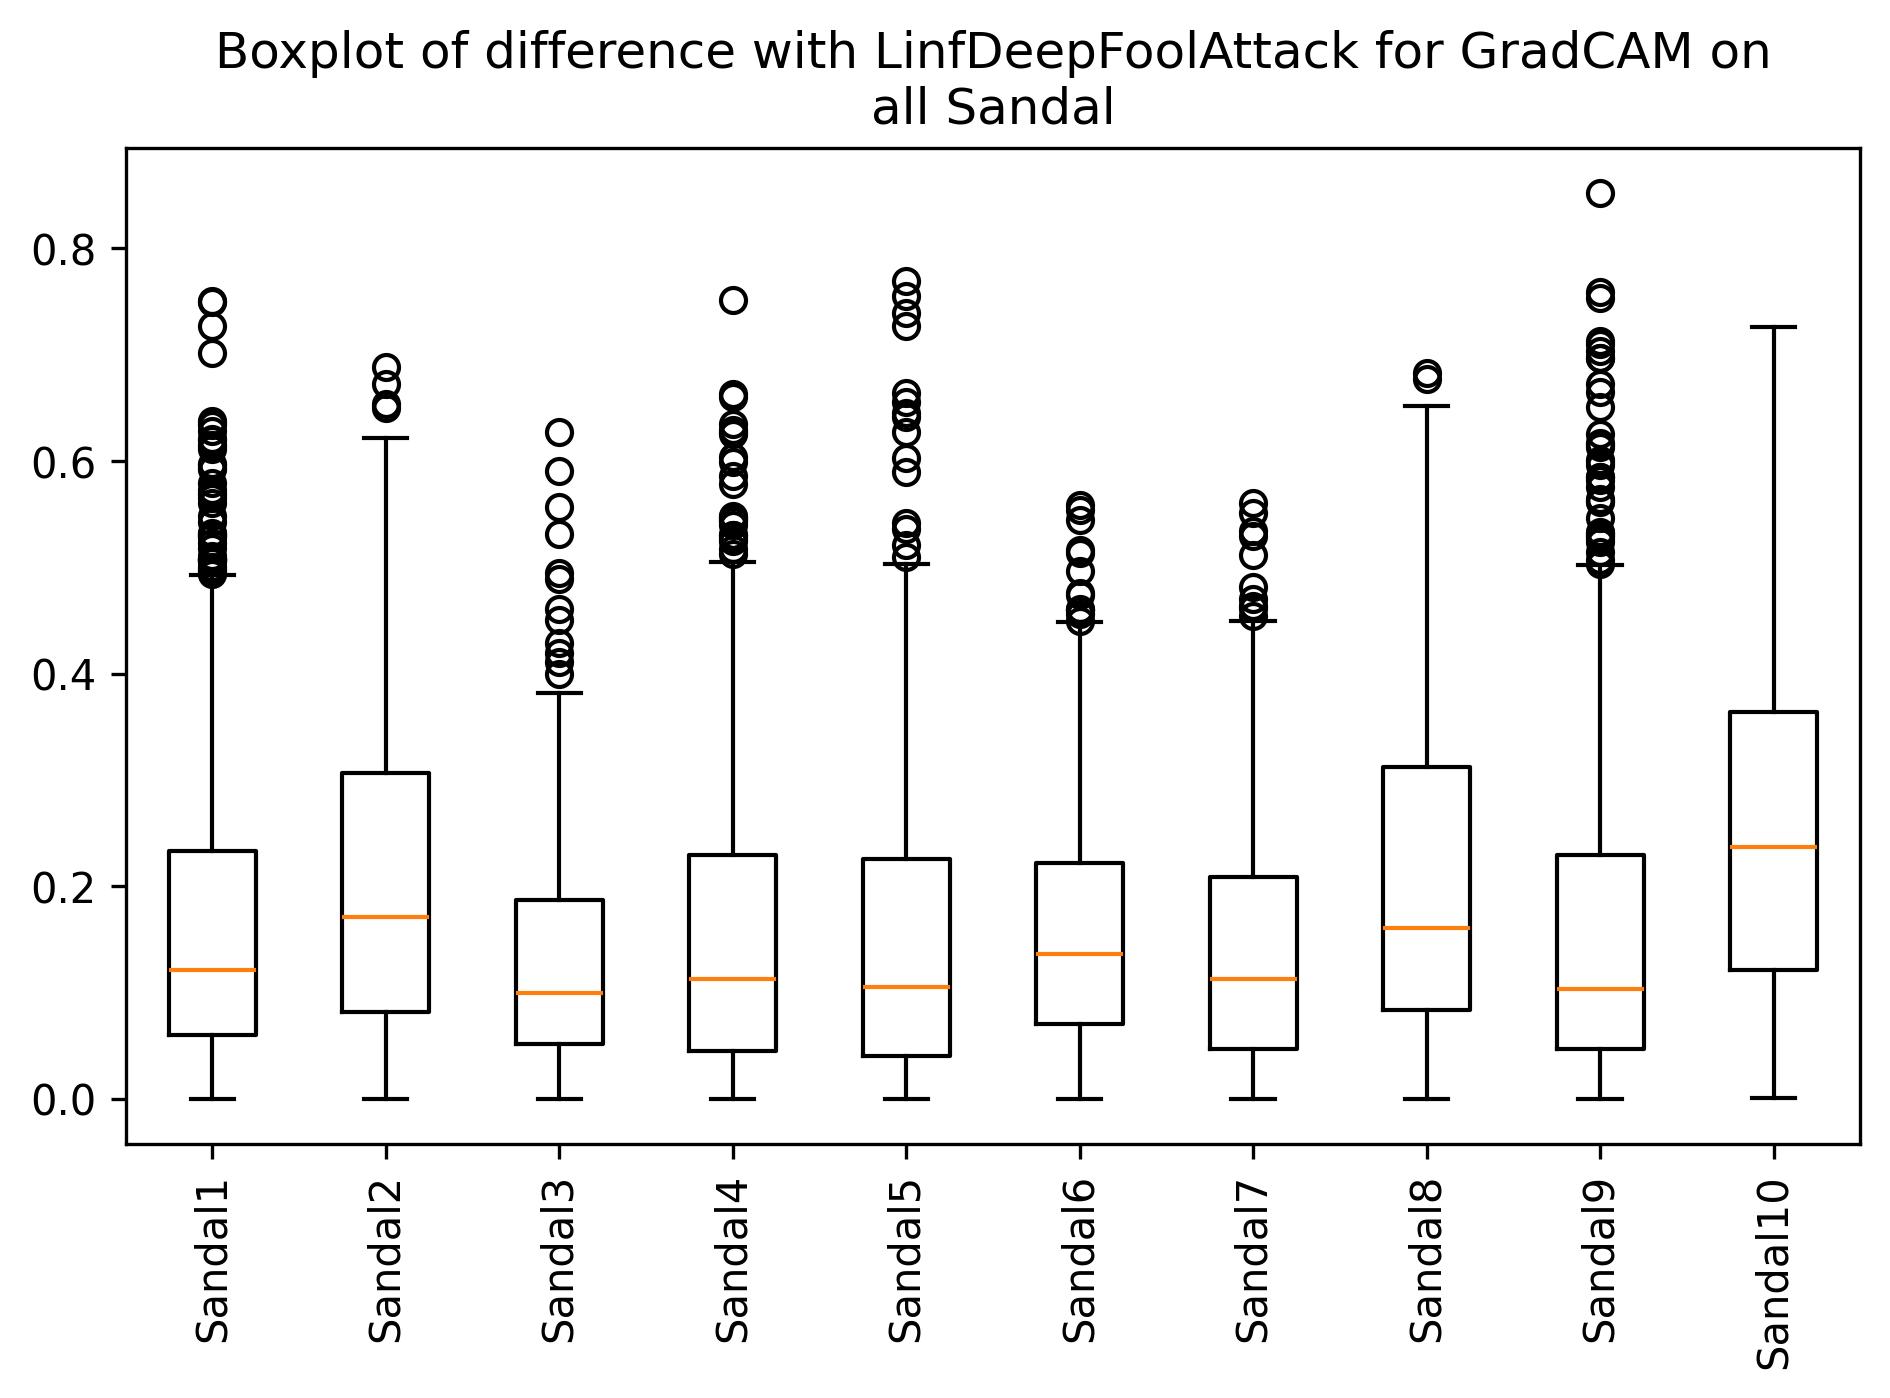 Boxplot of difference with LinfDeepFoolAttack for GradCAM on
all Sandal
0.8
0.6
0.4
0.2
0.0
Sandal1
Sandal2
Sandal3
Sandal4
Sandal5
Sandal6
Sandal7
Sandal8
Sandal9
Sandal10